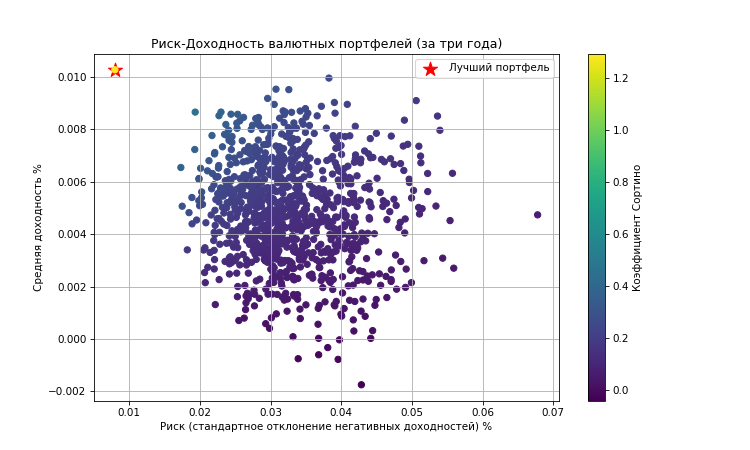 Риск-Доходность валютных портфелей (за три года)
Лучший портфель
Средняя доходность %
0.010
0.008
0.006
0.004
0.002
0.000
−0.002
0.01 0.02 0.03 0.04 0.05 0.06 0.07
Риск (стандартное отклонение негативных доходностей) %
1.2
1.0
0.8
0.6
0.4
0.2
0.0
Коэффициент Сортино